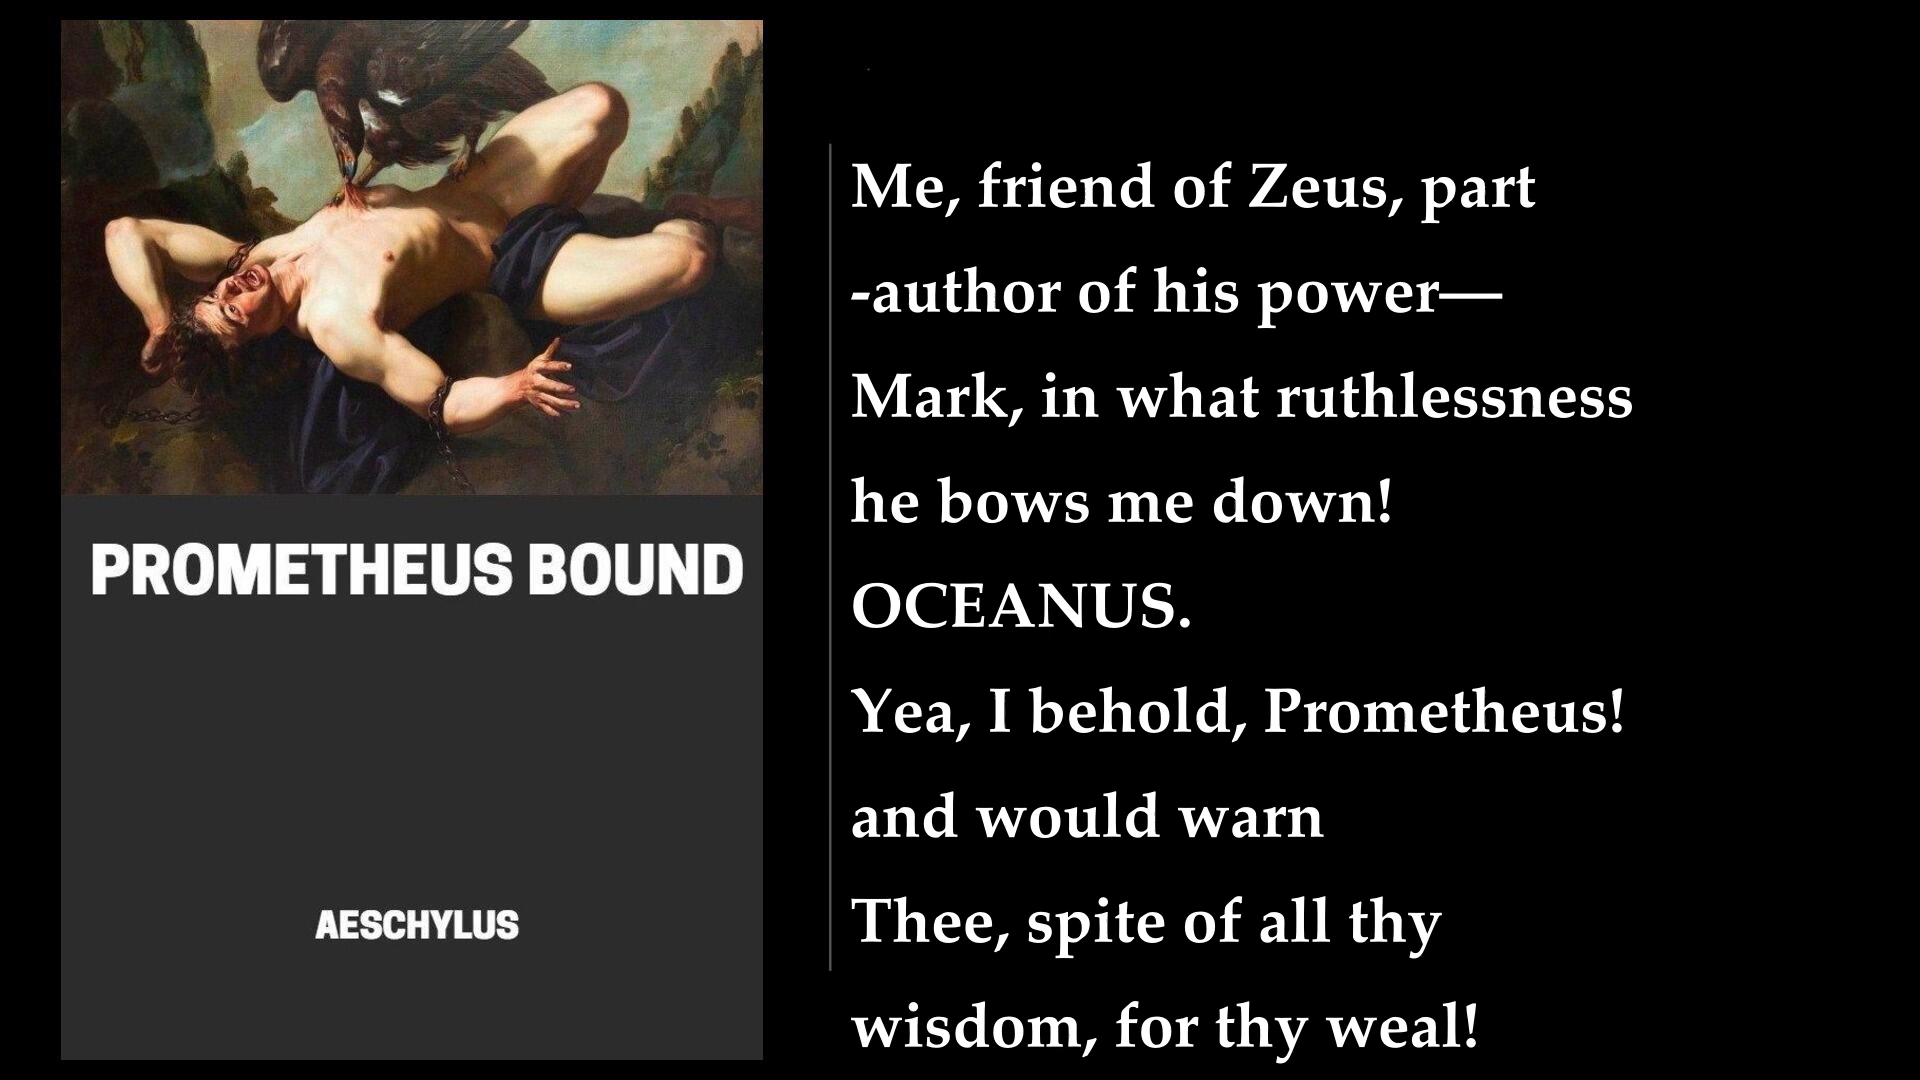 PROMETHEUS BOUND
AESCHYLUS
Me, friend of Zeus, part
-author of his power—
Mark, in what ruthlessness
he bows me down!
OCEANUS.
Yea, I behold, Prometheus!
and would warn
Thee, spite of all thy
wisdom, for thy weal!